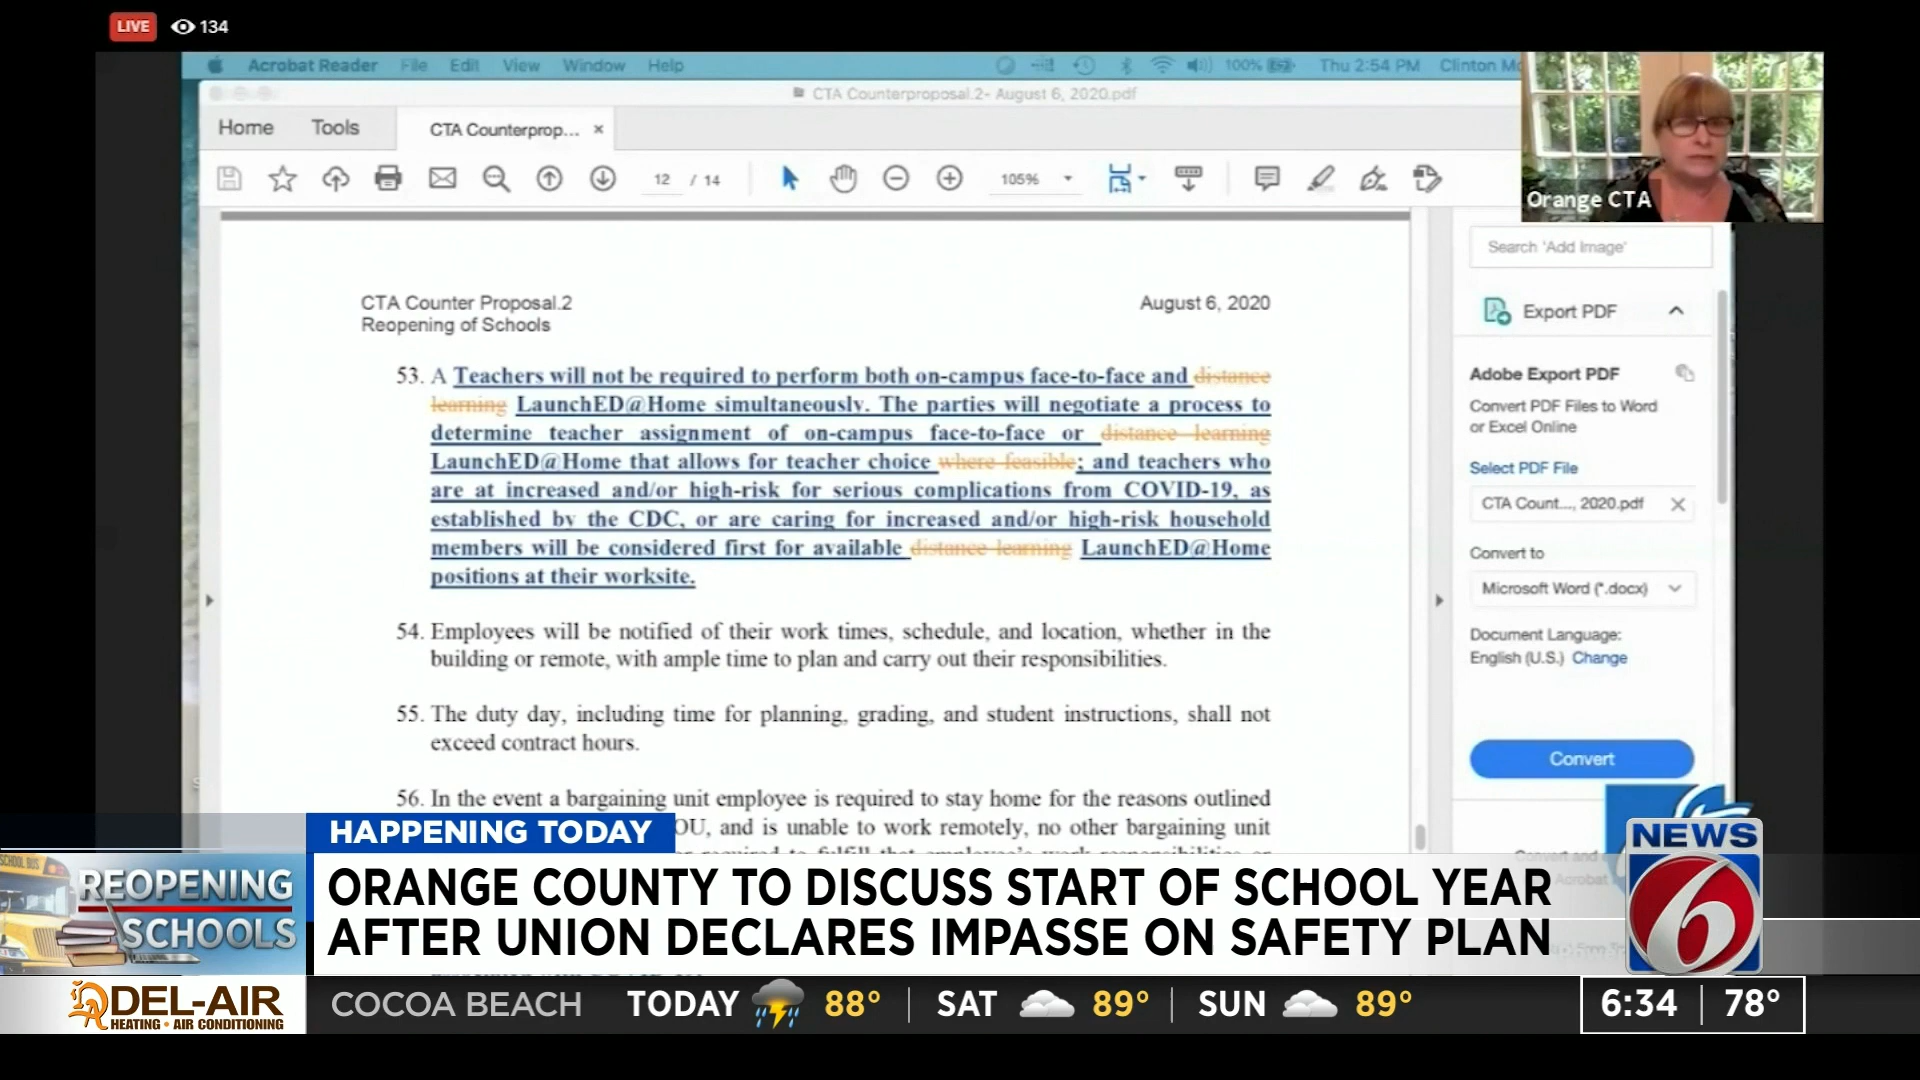 LIVE 134
Acrobat Reader File Edit View Window Help 100% Thu 2:54 PM Clinton
CTA Counterproposal.2- August 6, 2020.pdf
Home Tools CTA Counterprop... ×
12 / 14 105%
Orange CTA
Search 'Add Image'
Export PDF
Adobe Export PDF
Convert PDF Files to Word
or Excel Online
Select PDF File
CTA Count..., 2020.pdf
Convert to
Microsoft Word (*.docx)
Document Language:
English (U.S.) Change
Convert
CTA Counter Proposal.2 August 6, 2020
Reopening of Schools
53. A Teachers will not be required to perform both on-campus face-to-face and distance
learning LaunchED@Home simultaneously. The parties will negotiate a process to
determine teacher assignment of on-campus face-to-face or distance learning
LaunchED@Home that allows for teacher choice where feasible; and teachers who
are at increased and/or high-risk for serious complications from COVID-19, as
established by the CDC, or are caring for increased and/or high-risk household
members will be considered first for available distance learning LaunchED@Home
positions at their worksite.
54. Employees will be notified of their work times, schedule, and location, whether in the
building or remote, with ample time to plan and carry out their responsibilities.
55. The duty day, including time for planning, grading, and student instructions, shall not
exceed contract hours.
56. In the event a bargaining unit employee is required to stay home for the reasons outlined
OU, and is unable to work remotely, no other bargaining unit
HAPPENING TODAY
SCHOOL BUS
REOPENING
SCHOOLS
ORANGE COUNTY TO DISCUSS START OF SCHOOL YEAR
AFTER UNION DECLARES IMPASSE ON SAFETY PLAN
NEWS
6
DEL-AIR
HEATING • AIR CONDITIONING
COCOA BEACH TODAY 88° SAT 89° SUN 89°
6:34 78°